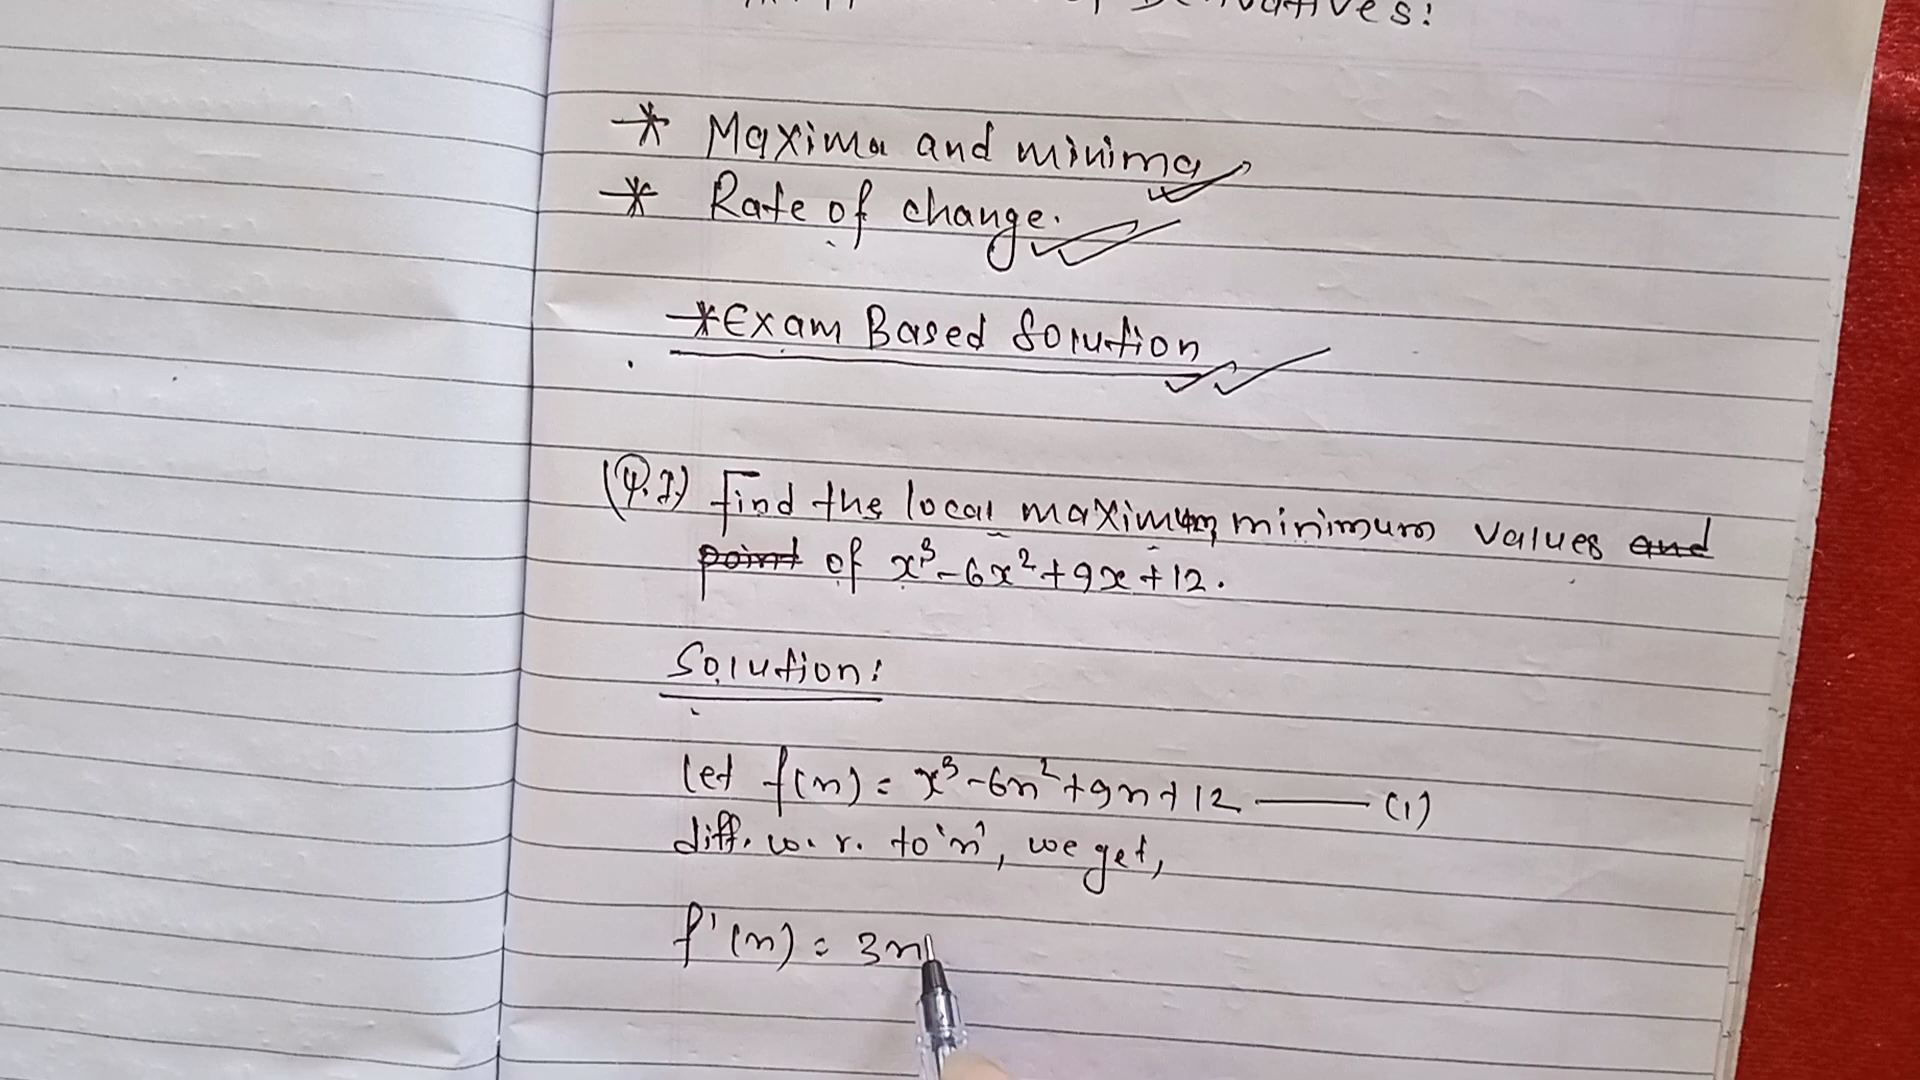 Derivatives:
* Maxima and minima
* Rate of change.
* Exam Based Solution
(Q.1) Find the local maximum, minimum values and
point of x³-6x²+9x+12.
Solution:
let f(x) = x³-6x²+9x+12 —— (1)
diff. w. r. to 'x', we get,
f'(x) = 3x